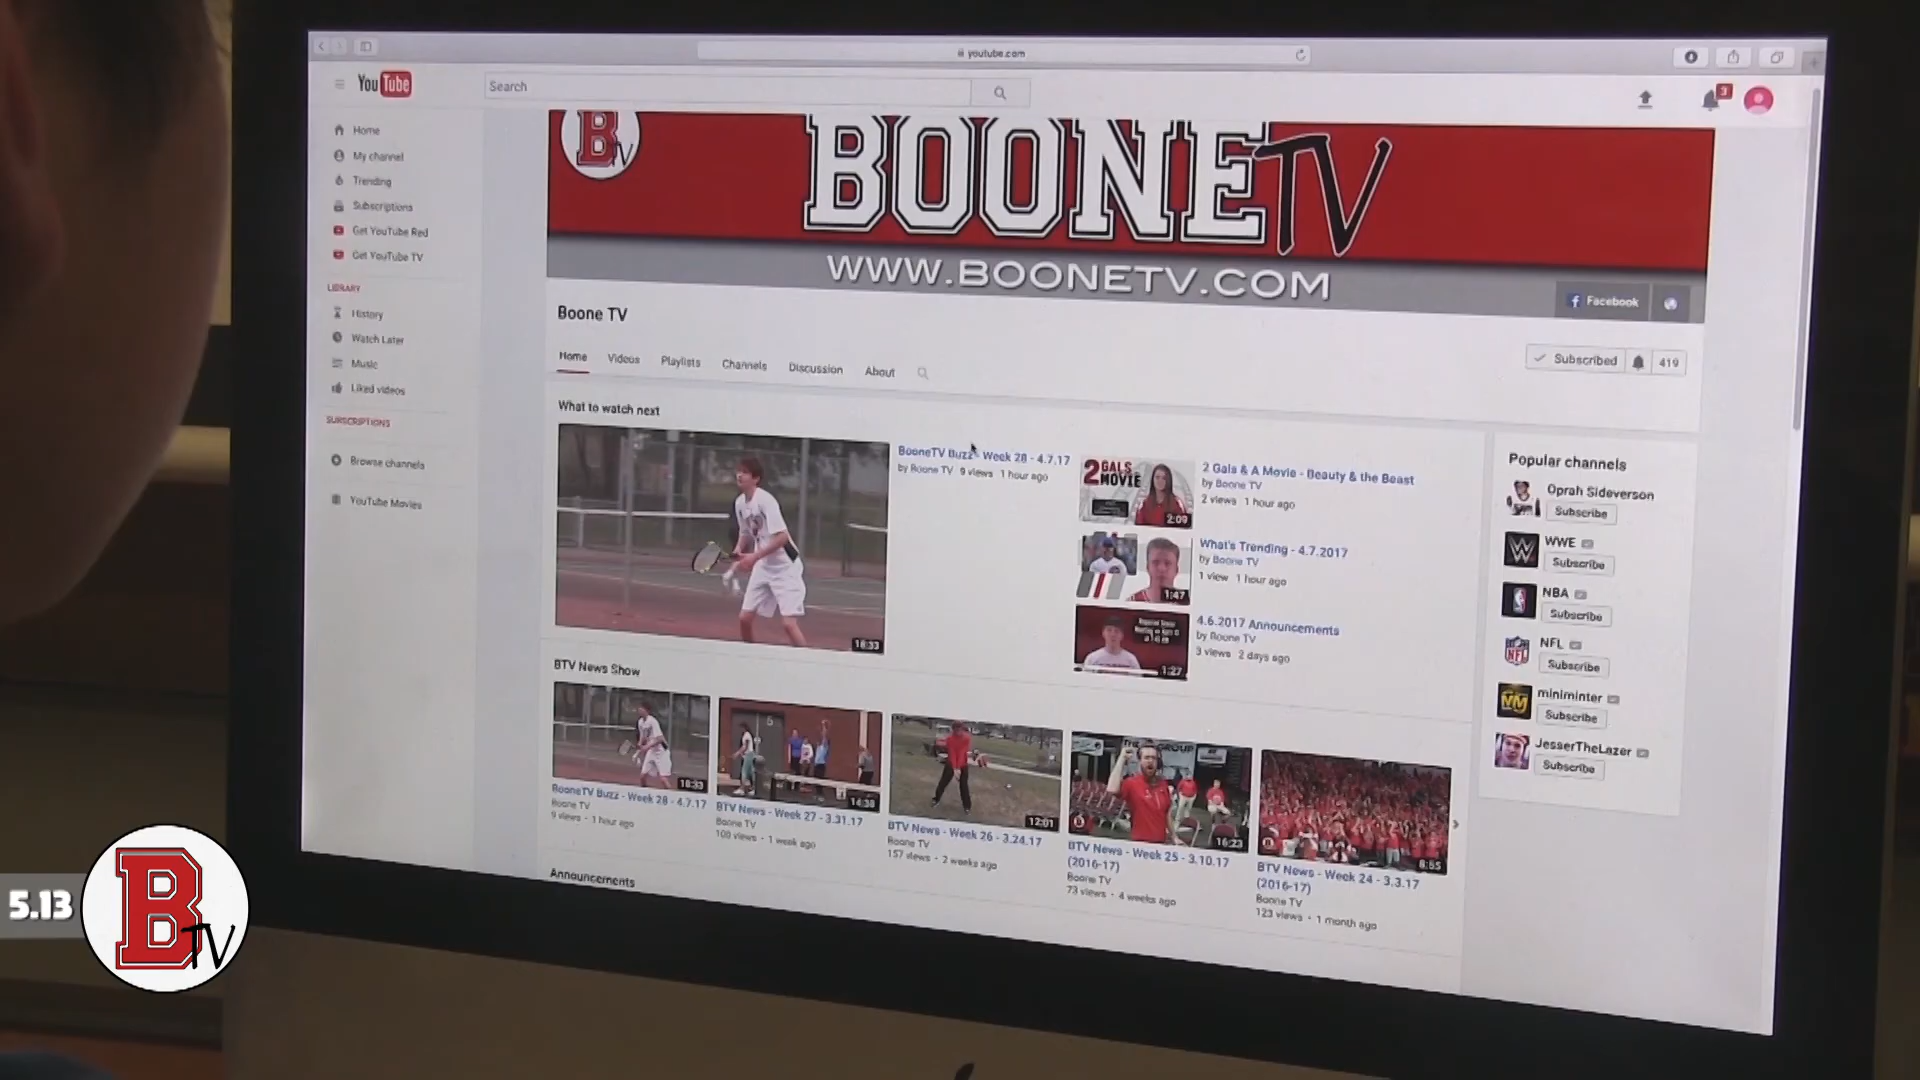 youtube.com
YouTube
Search
3
Home
My channel
Trending
Subscriptions
Get YouTube Red
Get YouTube TV
LIBRARY
History
Watch Later
Music
Liked videos
SUBSCRIPTIONS
Browse channels
YouTube Movies
BTV
BOONETV
WWW.BOONETV.COM
Facebook
Boone TV
Subscribed
419
Home
Videos
Playlists
Channels
Discussion
About
What to watch next
18:33
BooneTV Buzz - Week 28 - 4.7.17
by Boone TV 9 views 1 hour ago
2 GALS
MOVIE
2:09
2 Gals & A Movie - Beauty & the Beast
by Boone TV
2 views 1 hour ago
1:47
What's Trending - 4.7.2017
by Boone TV
1 view 1 hour ago
1:27
4.6.2017 Announcements
by Boone TV
3 views 2 days ago
Popular channels
Oprah Sideverson
Subscribe
WWE
Subscribe
NBA
Subscribe
NFL
NFL
Subscribe
NM
miniminter
Subscribe
JesserTheLazer
Subscribe
BTV News Show
18:33
BooneTV Buzz - Week 28 - 4.7.17
Boone TV
9 views • 1 hour ago
5
14:38
BTV News - Week 27 - 3.31.17
Boone TV
108 views • 1 week ago
12:01
BTV News - Week 26 - 3.24.17
Boone TV
157 views • 2 weeks ago
GROUP
16:23
BTV News - Week 25 - 3.10.17
(2016-17)
Boone TV
73 views • 4 weeks ago
8:55
BTV News - Week 24 - 3.3.17
(2016-17)
Boone TV
123 views • 1 month ago
Announcements
5.13
BTV